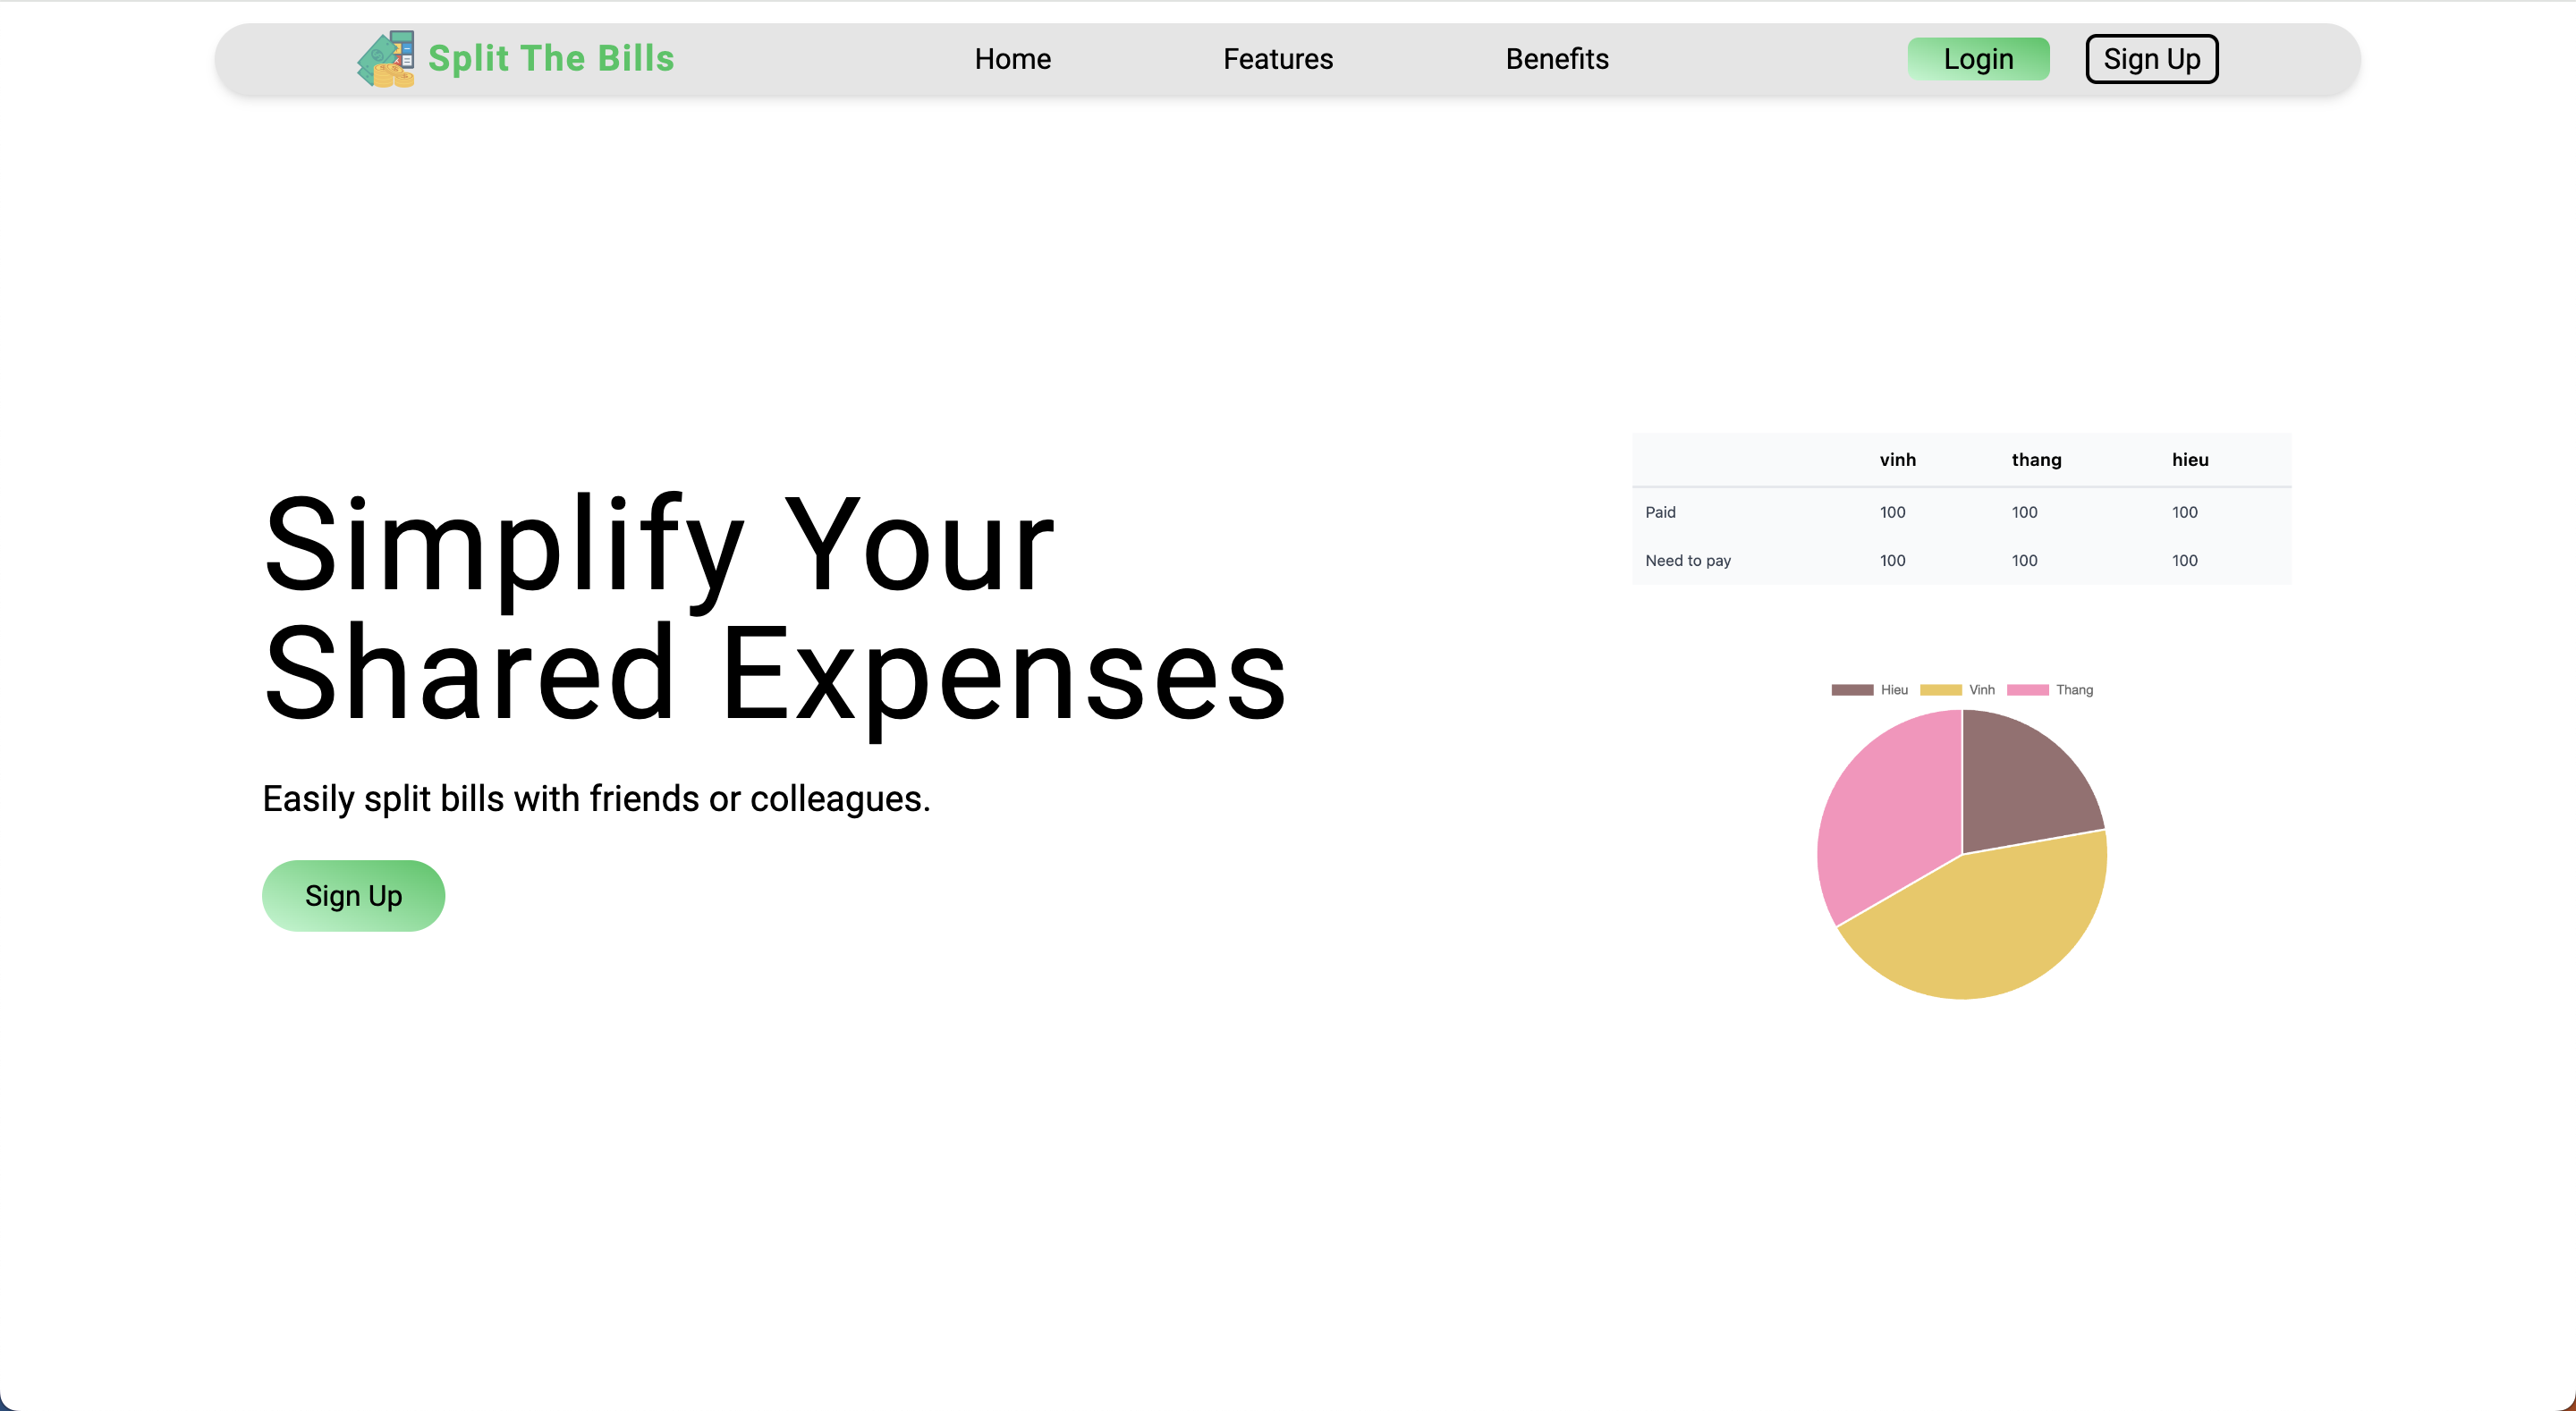 Split The Bills
Home
Features
Benefits
Login
Sign Up
Simplify Your
Shared Expenses
Easily split bills with friends or colleagues.
Sign Up
vinh thang hieu
Paid 100 100 100
Need to pay 100 100 100
Hieu Vinh Thang